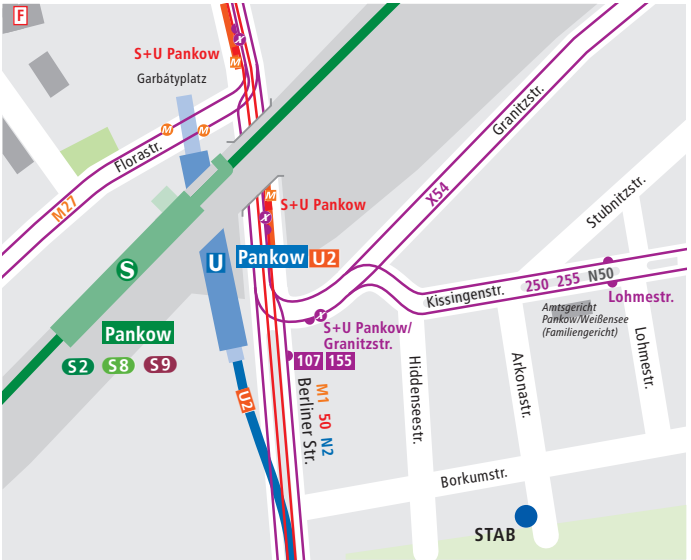 F
S+U Pankow
Garbátyplatz
X
M
M
M
Florastr.
M27
Granitzstr.
X54
Stubnitzstr.
M
S+U Pankow
X
S
U
Pankow U2
Kissingenstr.
250 255 N50
Lohmestr.
Amtsgericht
Pankow/Weißensee
(Familiengericht)
X
S+U Pankow/
Granitzstr.
Pankow
S2 S8 S9
107 155
U2
Berliner Str.
M1 50 N2
Hiddenseestr.
Arkonastr.
Lohmestr.
Borkumstr.
STAB